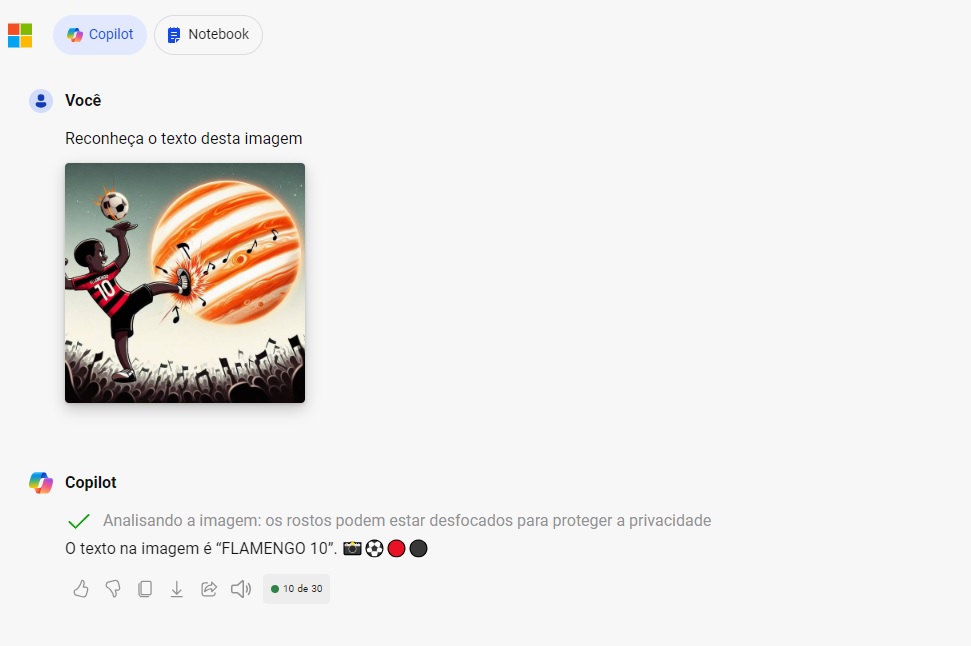 Copilot
Notebook
Você
Reconheça o texto desta imagem
10
Copilot
Analisando a imagem: os rostos podem estar desfocados para proteger a privacidade
O texto na imagem é “FLAMENGO 10”. 📷⚽🔴⚫
10 de 30